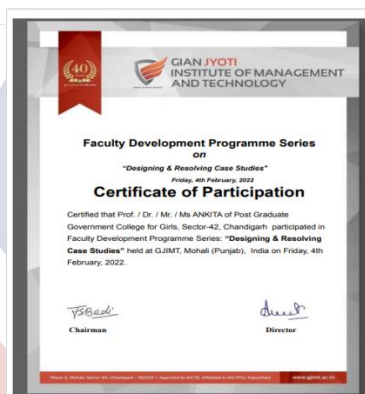 40
GIAN JYOTI
INSTITUTE OF MANAGEMENT
AND TECHNOLOGY
Faculty Development Programme Series
on
"Designing & Resolving Case Studies"
Friday, 4th February, 2022
Certificate of Participation
Certified that Prof. / Dr. / Mr. / Ms ANKITA of Post Graduate
Government College for Girls, Sector-42, Chandigarh participated in
Faculty Development Programme Series: "Designing & Resolving
Case Studies" held at GJIMT, Mohali (Punjab), India on Friday, 4th
February, 2022.
Chairman
Director
www.gjimt.ac.in